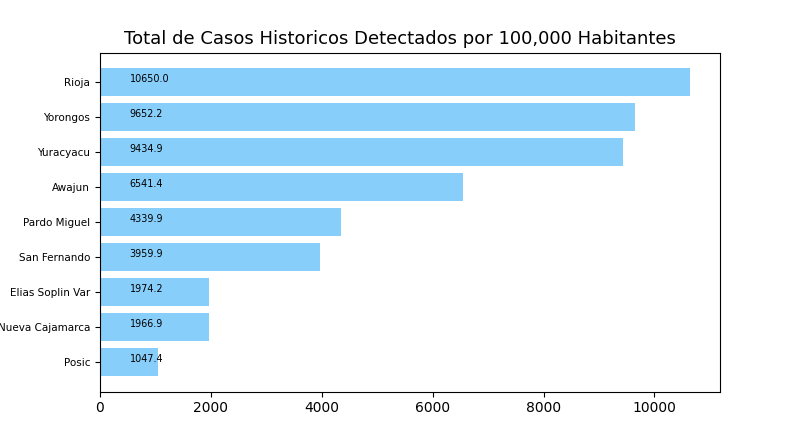 Total de Casos Historicos Detectados por 100,000 Habitantes
Rioja 10650.0
Yorongos 9652.2
Yuracyacu 9434.9
Awajun 6541.4
Pardo Miguel 4339.9
San Fernando 3959.9
Elias Soplin Var 1974.2
Nueva Cajamarca 1966.9
Posic 1047.4
0 2000 4000 6000 8000 10000